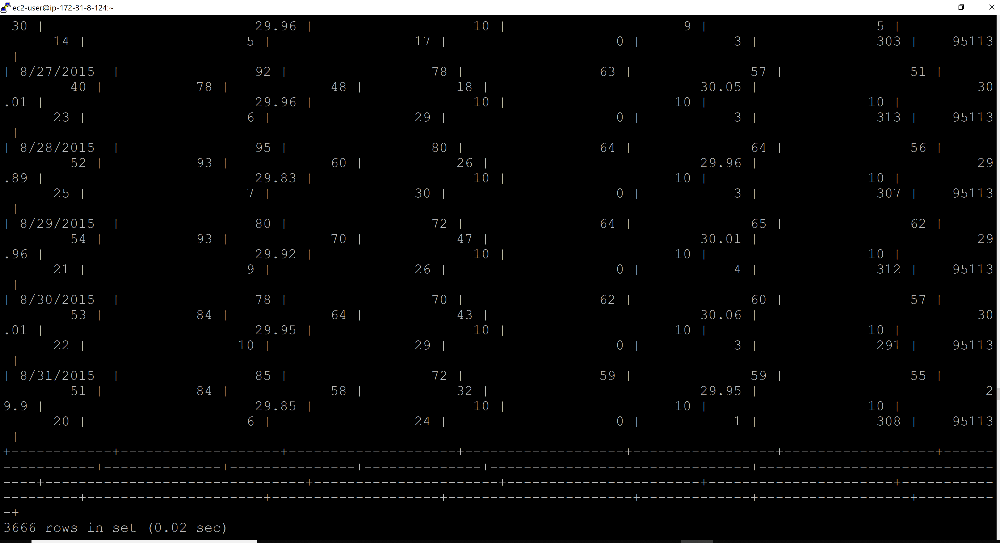 ec2-user@ip-172-31-8-124:~
30 | 29.96 | 10 | 9 | 5 |
14 | 5 | 17 | 0 | 3 | 303 | 95113
|
| 8/27/2015 | 92 | 78 | 63 | 57 | 51 |
40 | 78 | 48 | 18 | 30.05 | 30
.01 | 29.96 | 10 | 10 | 10 |
23 | 6 | 29 | 0 | 3 | 313 | 95113
|
| 8/28/2015 | 95 | 80 | 64 | 64 | 56 |
52 | 93 | 60 | 26 | 29.96 | 29
.89 | 29.83 | 10 | 10 | 10 |
25 | 7 | 30 | 0 | 3 | 307 | 95113
|
| 8/29/2015 | 80 | 72 | 64 | 65 | 62 |
54 | 93 | 70 | 47 | 30.01 | 29
.96 | 29.92 | 10 | 10 | 10 |
21 | 9 | 26 | 0 | 4 | 312 | 95113
|
| 8/30/2015 | 78 | 70 | 62 | 60 | 57 |
53 | 84 | 64 | 43 | 30.06 | 30
.01 | 29.95 | 10 | 10 | 10 |
22 | 10 | 29 | 0 | 3 | 291 | 95113
|
| 8/31/2015 | 85 | 72 | 59 | 59 | 55 |
51 | 84 | 58 | 32 | 29.95 | 2
9.9 | 29.85 | 10 | 10 | 10 |
20 | 6 | 24 | 0 | 1 | 308 | 95113
|
+------------+-------------------+--------------------+-------------------+-----------------+------------------+------
------------+--------------+---------------+--------------+-------------------------------+----------------------------
----+-------------------------------+----------------------+-----------------------+----------------------+-----------
---------+---------------------+--------------------+----------------------+-------------+------------------+---------
-+
3666 rows in set (0.02 sec)